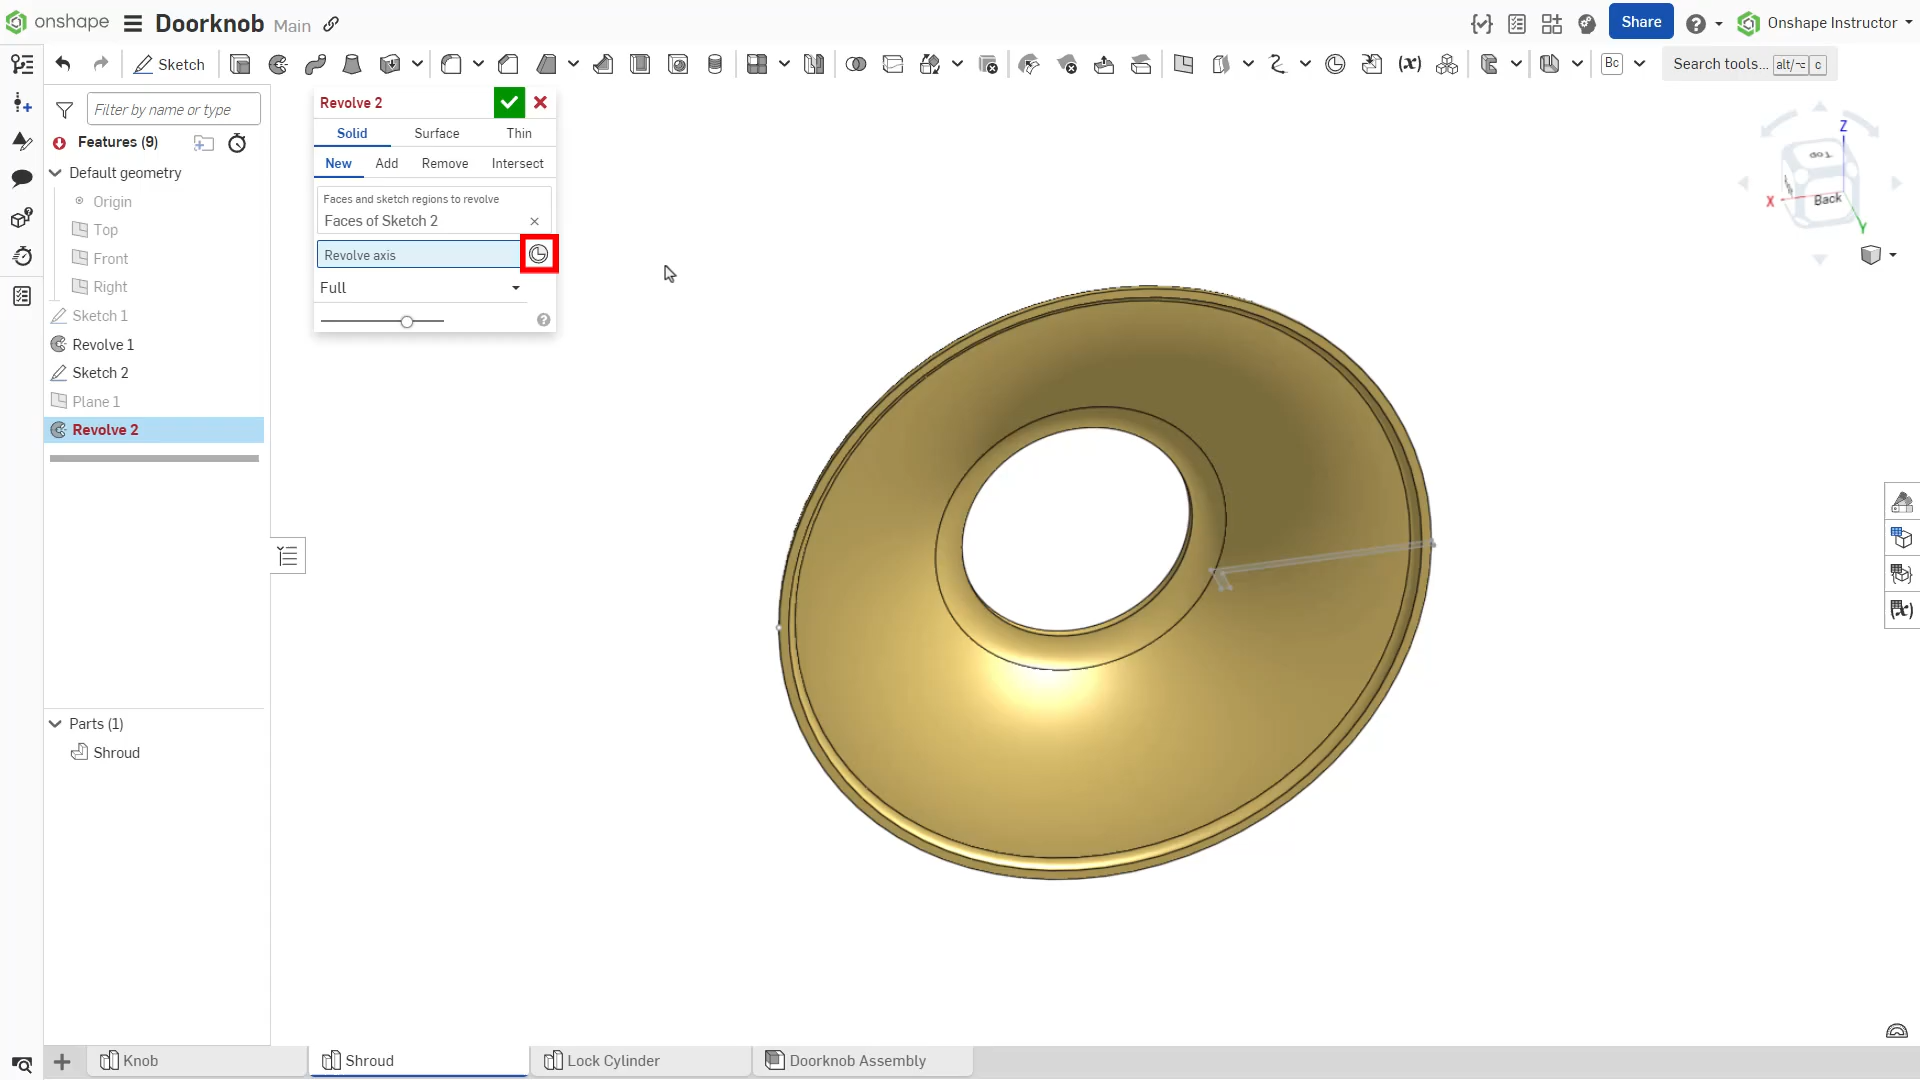 onshape
Doorknob Main
Share
Onshape Instructor
Sketch
Bc
Search tools... alt/⌥ c
Filter by name or type
Features (9)
Default geometry
Origin
Top
Front
Right
Sketch 1
Revolve 1
Sketch 2
Plane 1
Revolve 2
Parts (1)
Shroud
Revolve 2
Solid Surface Thin
New Add Remove Intersect
Faces and sketch regions to revolve
Faces of Sketch 2
Revolve axis
Full
Z
Top
X
Back
Y
Knob
Shroud
Lock Cylinder
Doorknob Assembly